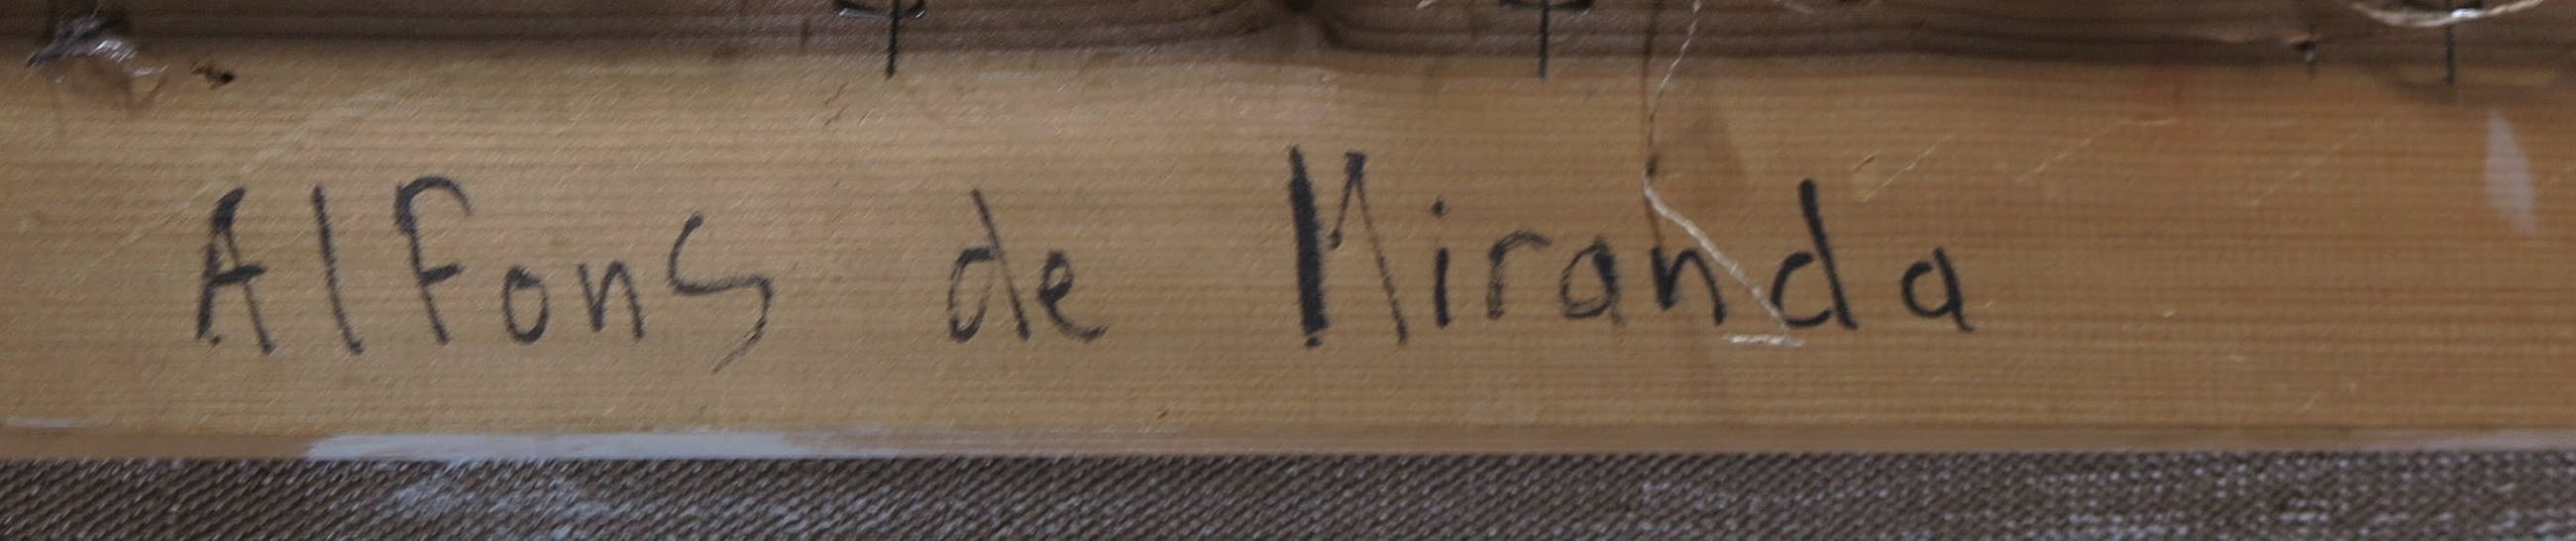 Alfons de Miranda